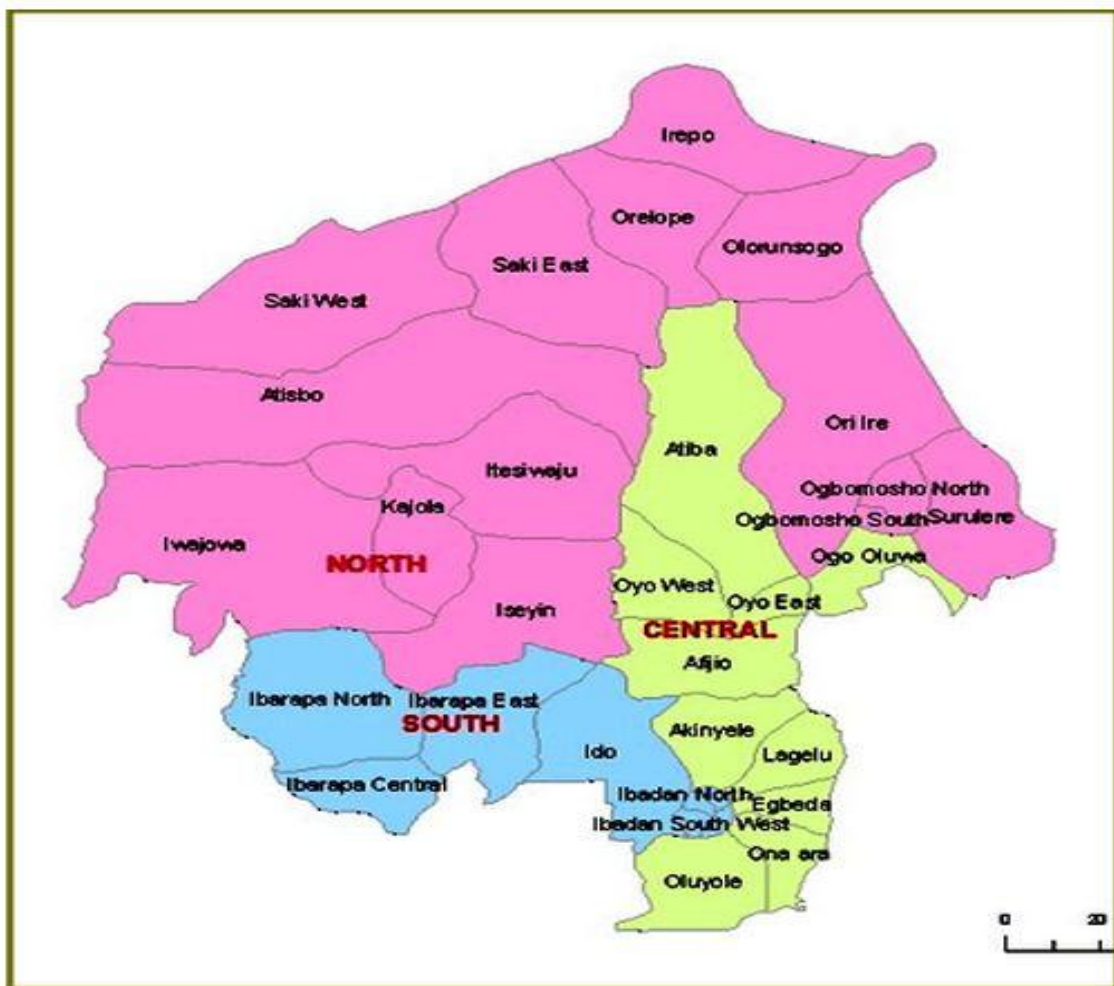 Irepo
Orelope
Olorunsogo
Saki East
Saki West
Atisbo
Ori Ire
Atiba
Itesiwaju
Ogbomosho North
Kajola
Ogbomosho South
Surulere
Iwajowa
Ogo Oluwa
NORTH
Oyo West
Oyo East
Iseyin
CENTRAL
Afijio
Ibarapa North
Ibarapa East
SOUTH
Akinyele
Ido
Lagelu
Ibarapa Central
Ibadan North
Egbeda
Ibadan South West
Ona ara
Oluyole
0 20